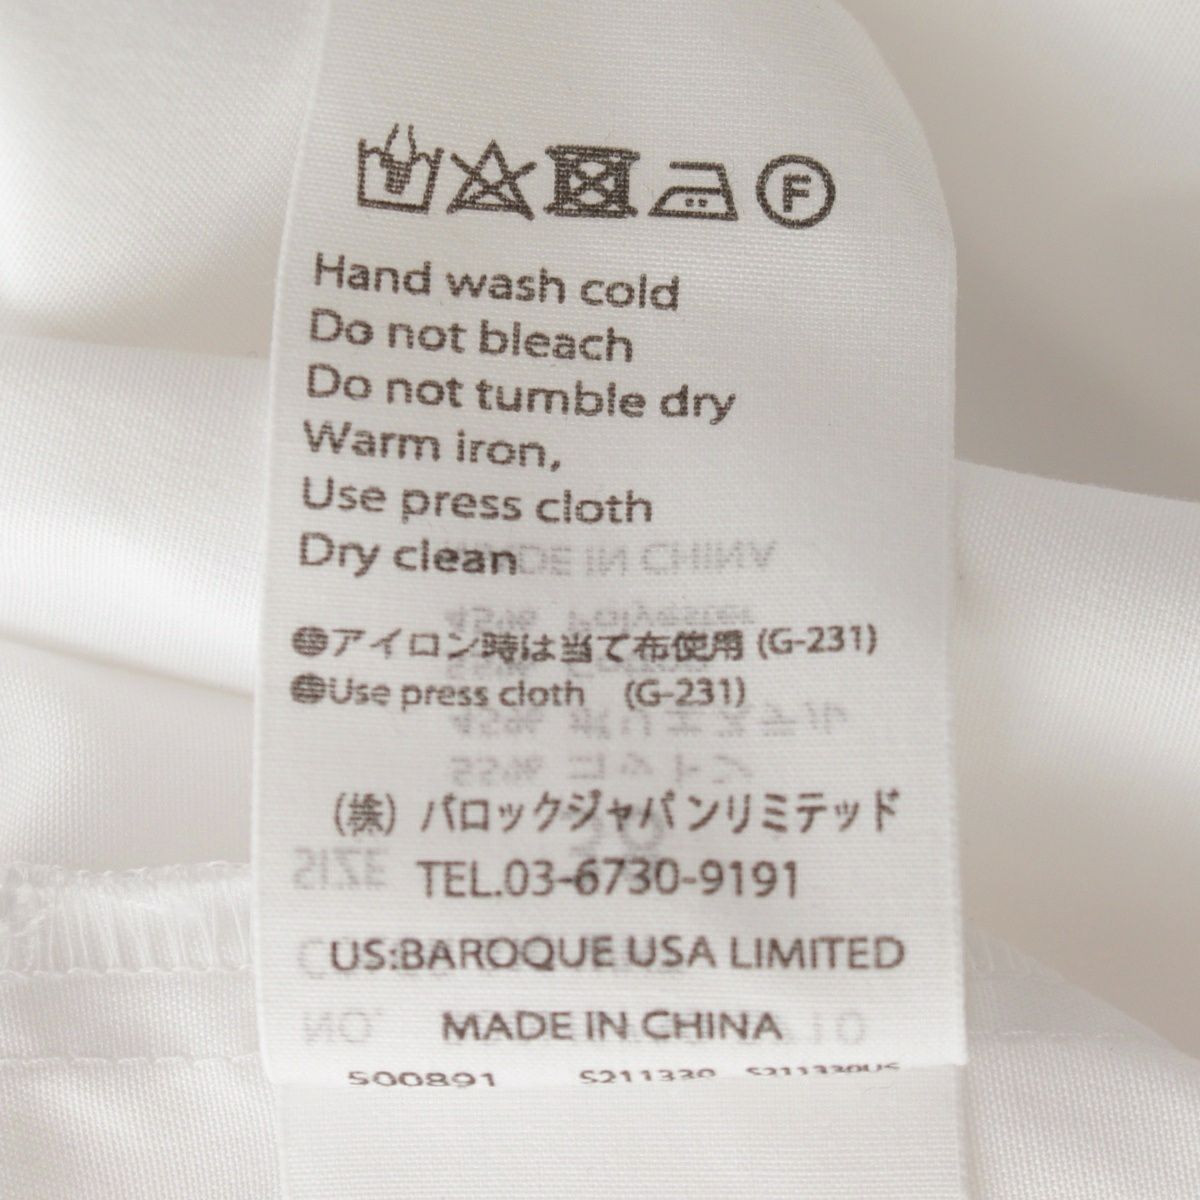 F
Hand wash cold
Do not bleach
Do not tumble dry
Warm iron,
Use press cloth
Dry clean
アイロン時は当て布使用 (G-231)
Use press cloth (G-231)
(株) バロックジャパンリミテッド
TEL.03-6730-9191
US:BAROQUE USA LIMITED
MADE IN CHINA
500891 S211330 S211330US